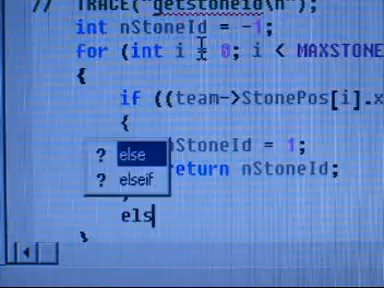 // TRACE("getstoneid\n");
int nStoneId = -1;
for (int i = 0; i < MAXSTONE
{
if ((team->StonePos[i].x
{
nStoneId = 1;
return nStoneId;
? else
? elseif
}
els
}